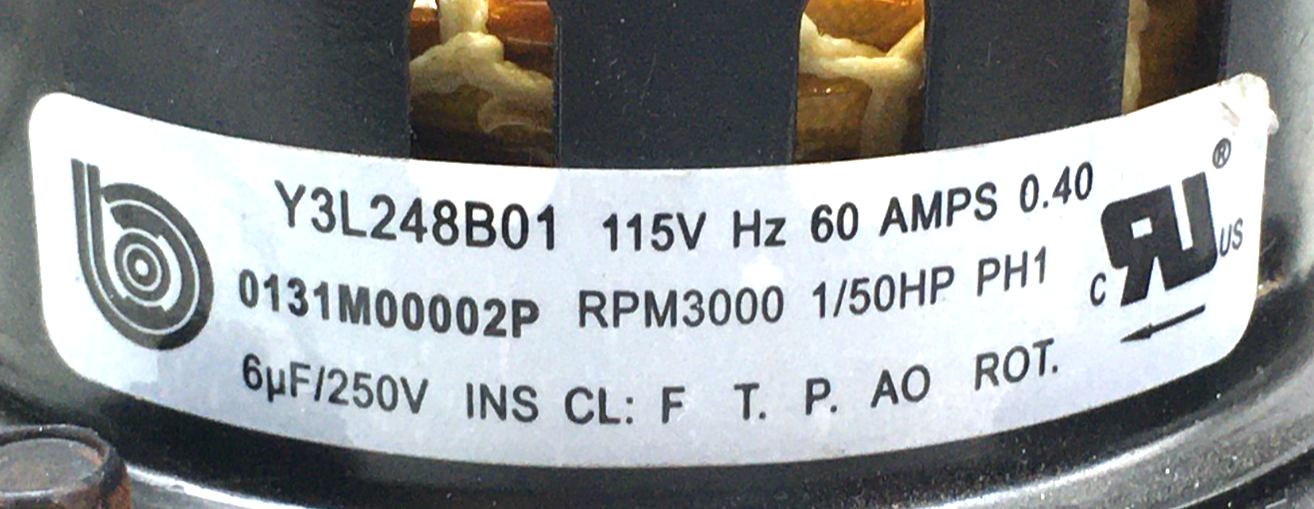 Y3L248B01 115V Hz 60 AMPS 0.40
0131M00002P RPM3000 1/50HP PH1
6µF/250V INS CL: F T. P. AO ROT.
c RU US ®